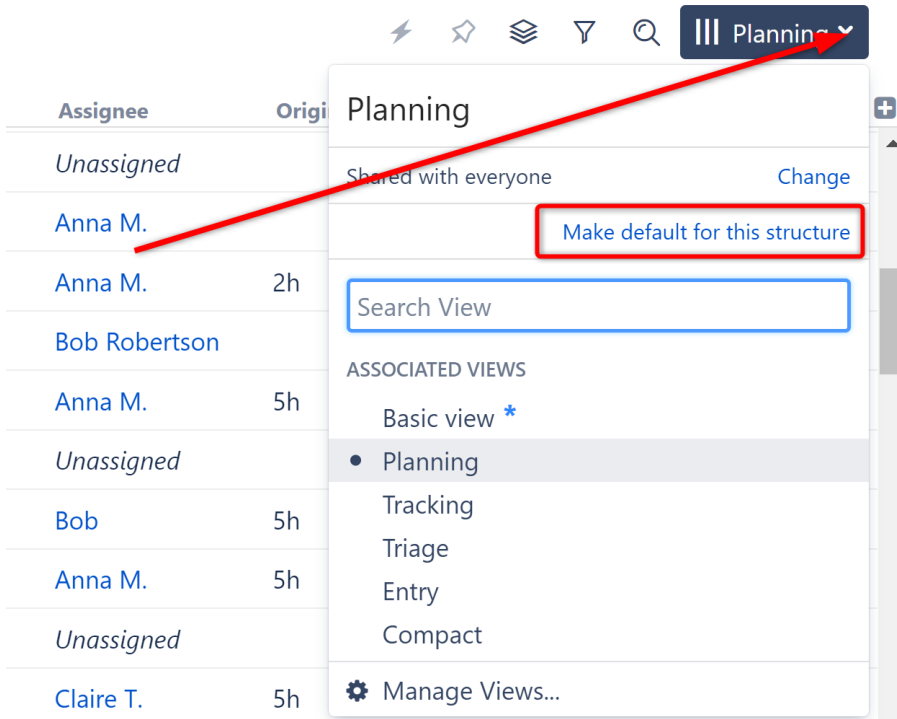 Planning
Assignee Origi
Planning
Unassigned
Shared with everyone Change
Anna M.
Make default for this structure
Anna M. 2h
Search View
Bob Robertson
ASSOCIATED VIEWS
Anna M. 5h
Basic view *
Unassigned
Planning
Tracking
Bob 5h
Triage
Anna M. 5h
Entry
Unassigned
Compact
Claire T. 5h
Manage Views...